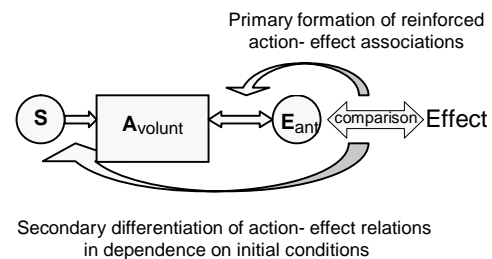 Primary formation of reinforced
action- effect associations
S
Avolunt
Eant
comparison
Effect
Secondary differentiation of action- effect relations
in dependence on initial conditions